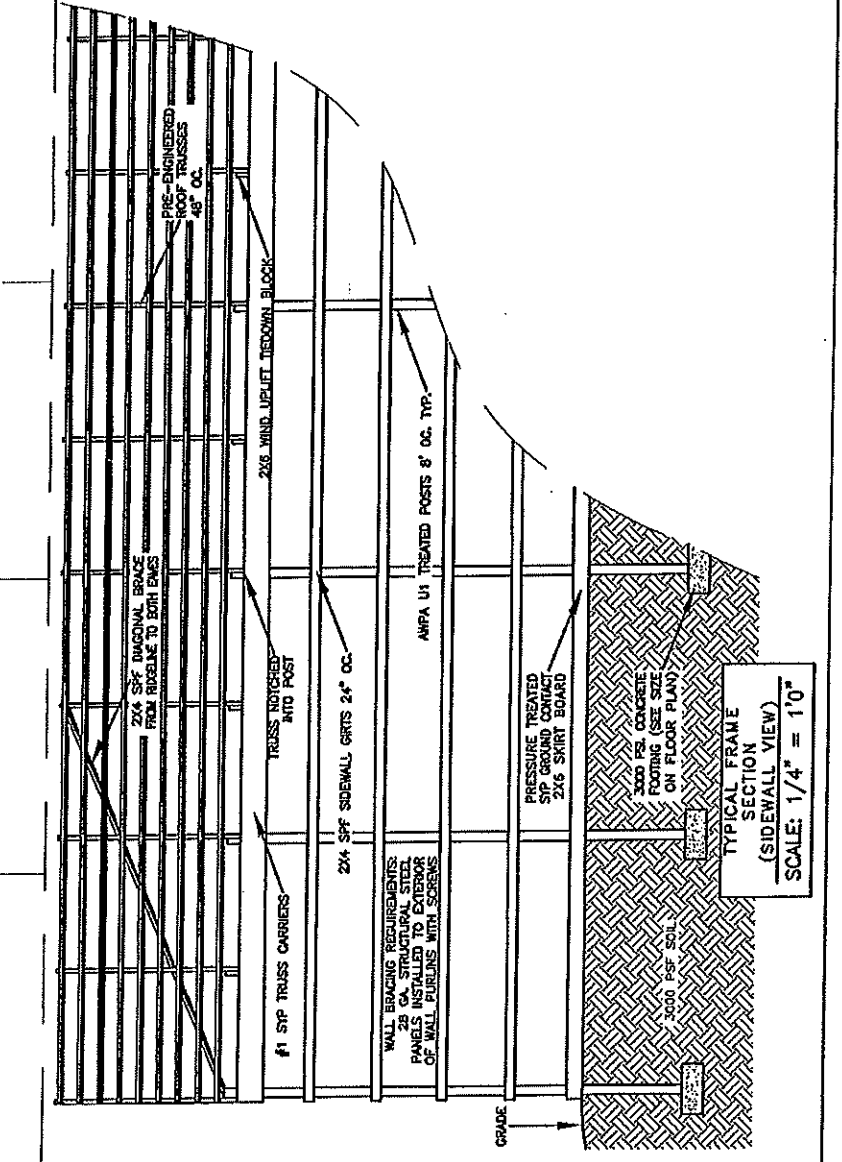 PRE-ENGINEERED
ROOF TRUSSES
48" OC.
2X6 WIND UPLIFT TIEDOWN BLOCK
2X4 SPF DIAGONAL BRACE
FROM RIDGELINE TO BOTH EAVES
TRUSS NOTCHED
INTO POST
#1 SYP TRUSS CARRIERS
2X4 SPF SIDEWALL GIRTS 24" OC.
AWPA U1 TREATED POSTS 8' OC. TYP.
WALL BRACING REQUIREMENTS:
28 GA. STRUCTURAL STEEL
PANELS INSTALLED TO EXTERIOR
OF WALL PURLINS WITH SCREWS
PRESSURE TREATED
SYP GROUND CONTACT
2X6 SKIRT BOARD
GRADE
3000 PSI. CONCRETE
FOOTING (SEE SIZE
ON FLOOR PLAN)
3000 PSF SOIL
TYPICAL FRAME
SECTION
(SIDEWALL VIEW)
SCALE: 1/4" = 1'0"